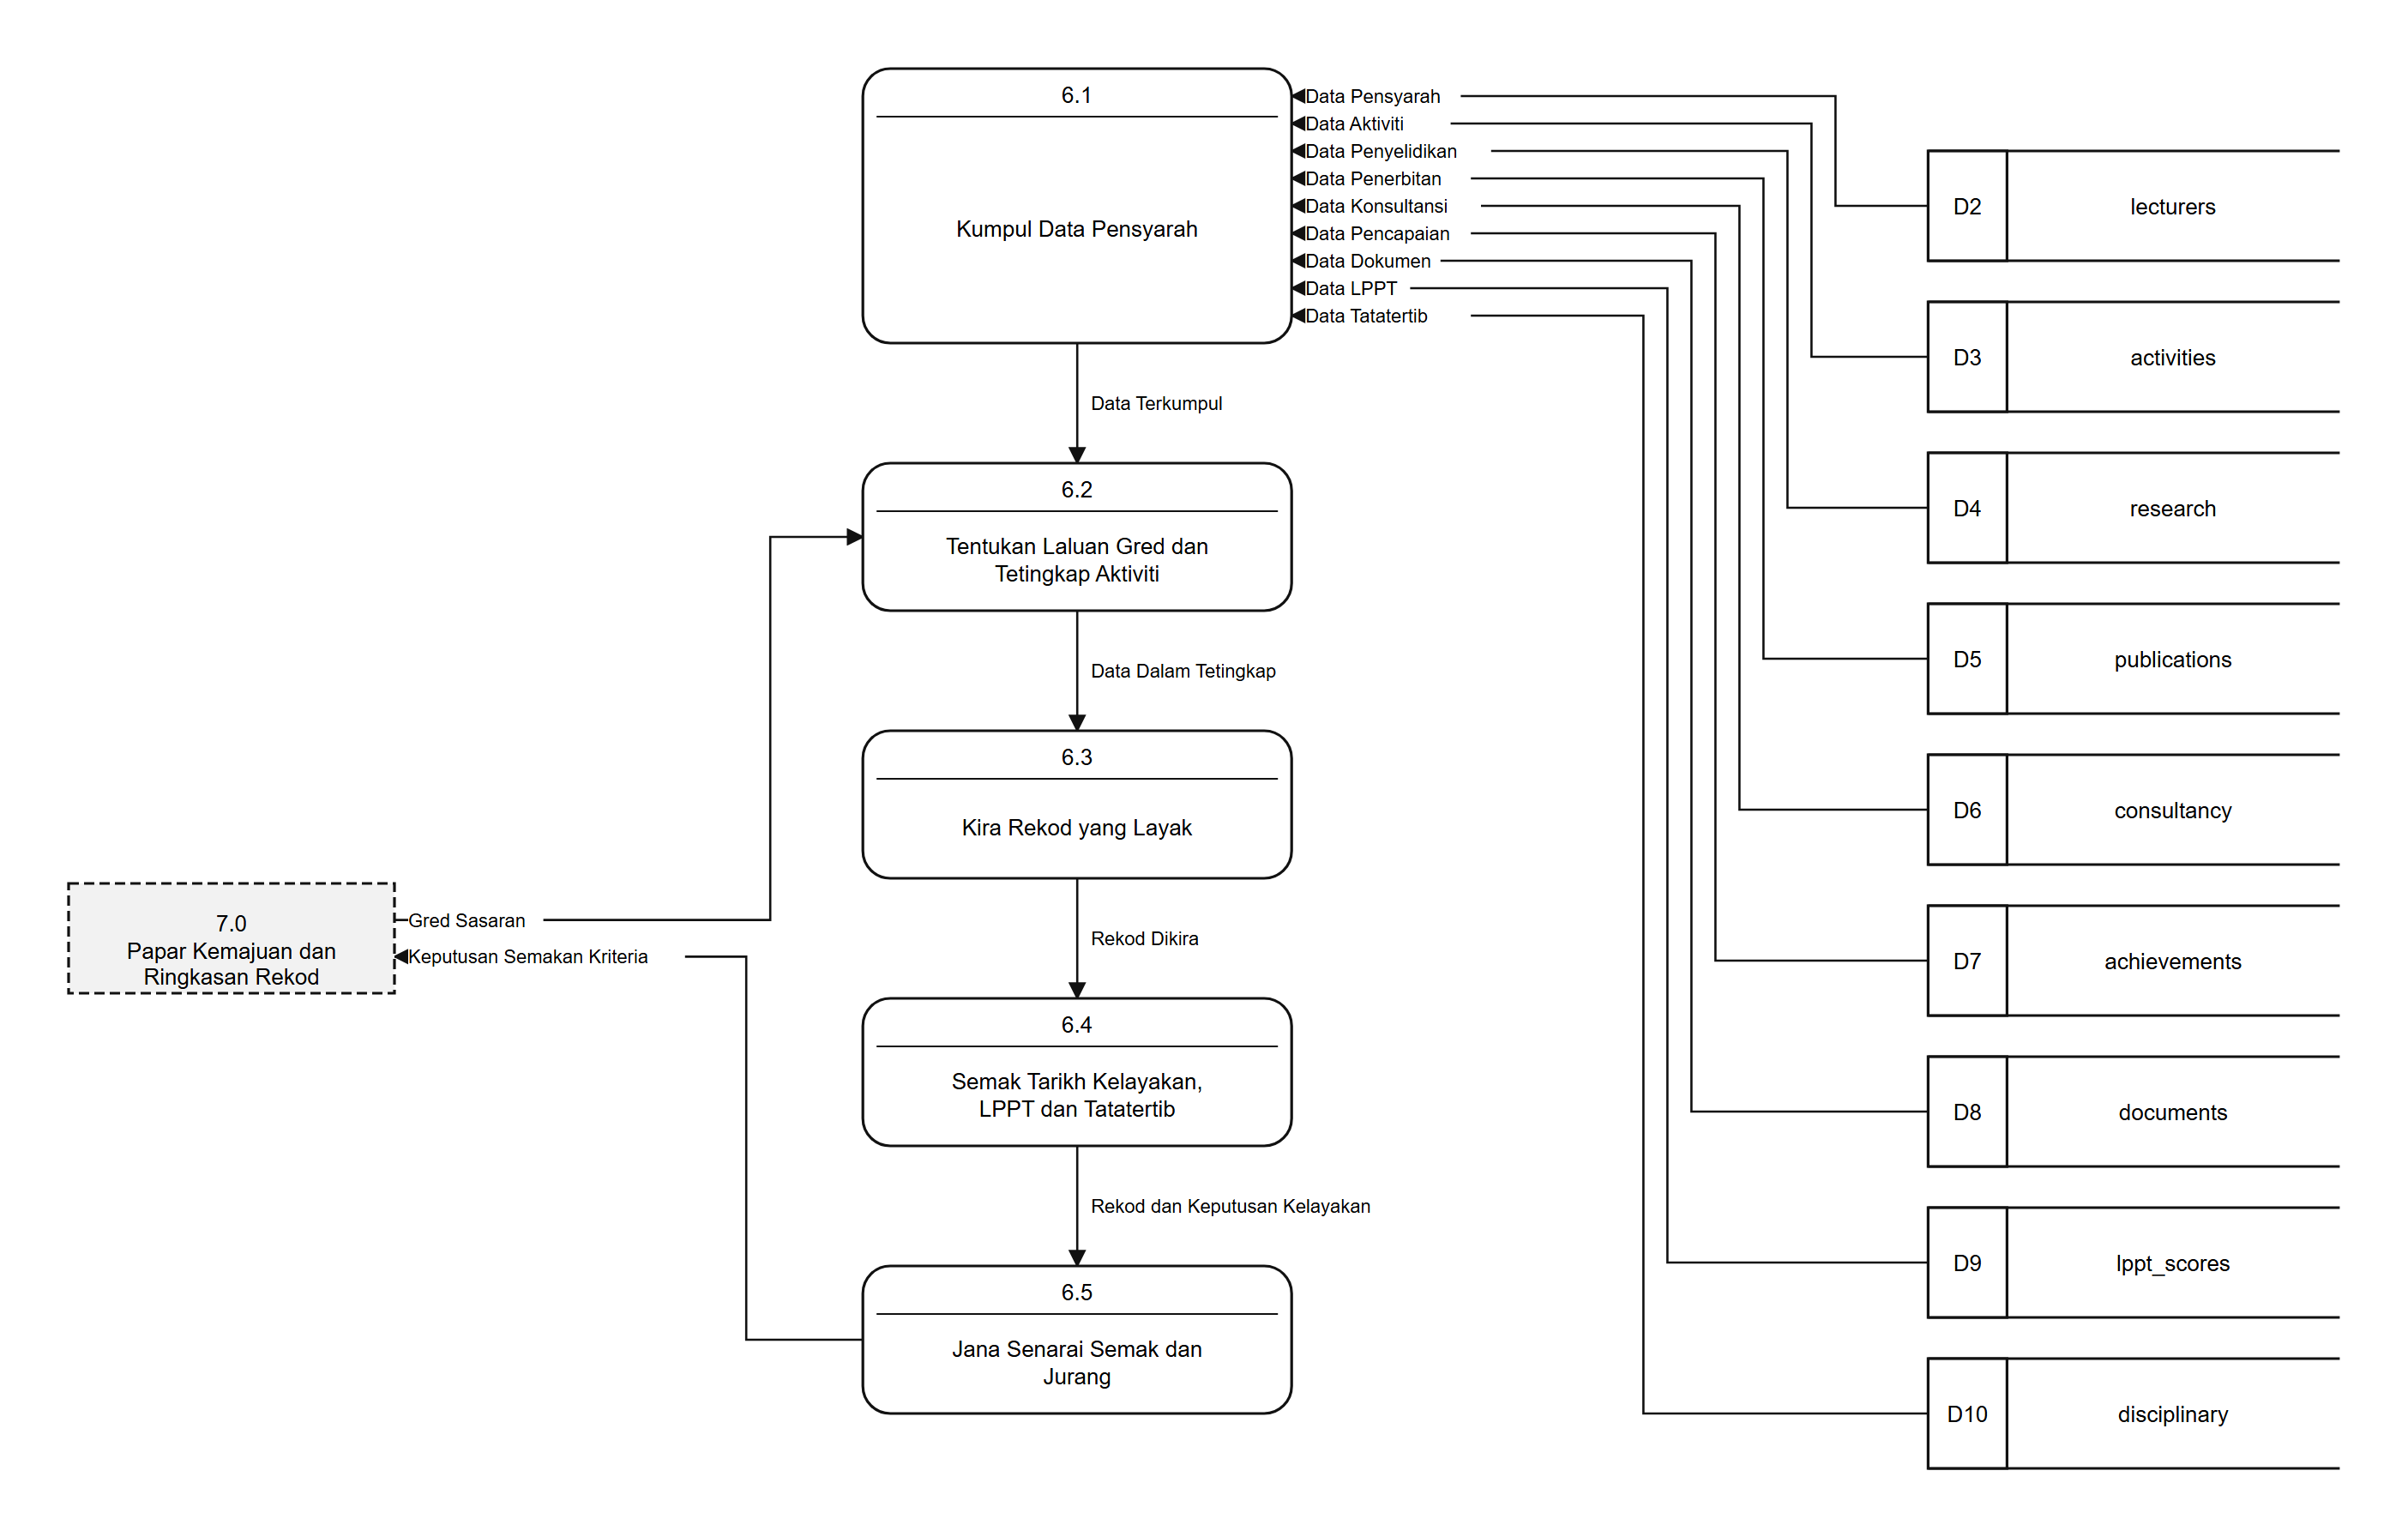 6.1
Kumpul Data Pensyarah
Data Pensyarah
Data Aktiviti
Data Penyelidikan
Data Penerbitan
Data Konsultansi
Data Pencapaian
Data Dokumen
Data LPPT
Data Tatatertib
D2 lecturers
D3 activities
D4 research
D5 publications
D6 consultancy
D7 achievements
D8 documents
D9 lppt_scores
D10 disciplinary
Data Terkumpul
6.2
Tentukan Laluan Gred dan
Tetingkap Aktiviti
Data Dalam Tetingkap
6.3
Kira Rekod yang Layak
7.0
Papar Kemajuan dan
Ringkasan Rekod
Gred Sasaran
Keputusan Semakan Kriteria
Rekod Dikira
6.4
Semak Tarikh Kelayakan,
LPPT dan Tatatertib
Rekod dan Keputusan Kelayakan
6.5
Jana Senarai Semak dan
Jurang